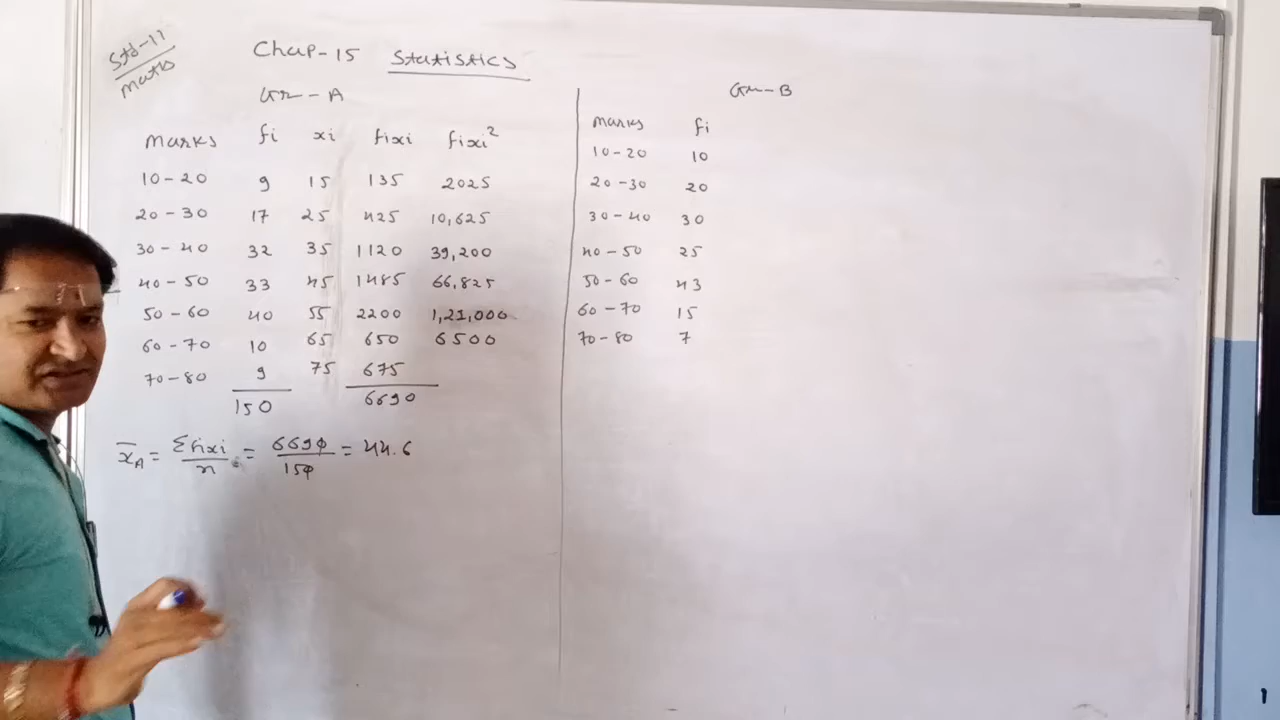 Std-11
maths
Chap-15 Statistics
Gr-A
marks fi xi fixi fixi²
10-20 9 15 135 2025
20-30 17 25 425 10,625
30-40 32 35 1120 39,200
40-50 33 45 1485 66,825
50-60 40 55 2200 1,21,000
60-70 10 65 650 6500
70-80 9 75 675
150 6690
x̄A = Σfixi/n = 6690/150 = 44.6
Gr-B
marks fi
10-20 10
20-30 20
30-40 30
40-50 25
50-60 43
60-70 15
70-80 7